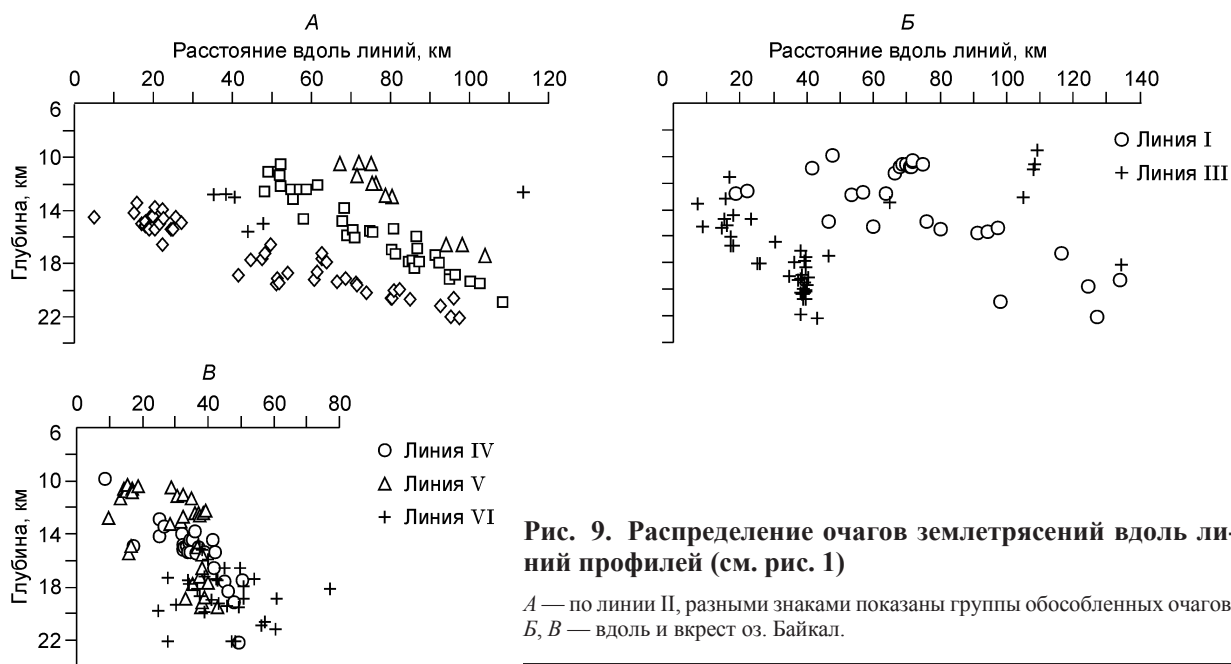 А
Расстояние вдоль линий, км
0 20 40 60 80 100 120
6
10
14
18
22
Глубина, км
Б
Расстояние вдоль линий, км
20 40 60 80 100 120 140
Линия I
Линия III
В
0 20 40 60 80
6
10
14
18
22
Глубина, км
Линия IV
Линия V
Линия VI
Рис. 9. Распределение очагов землетрясений вдоль ли-
ний профилей (см. рис. 1)
А — по линии II, разными знаками показаны группы обособленных очагов,
Б, В — вдоль и вкрест оз. Байкал.